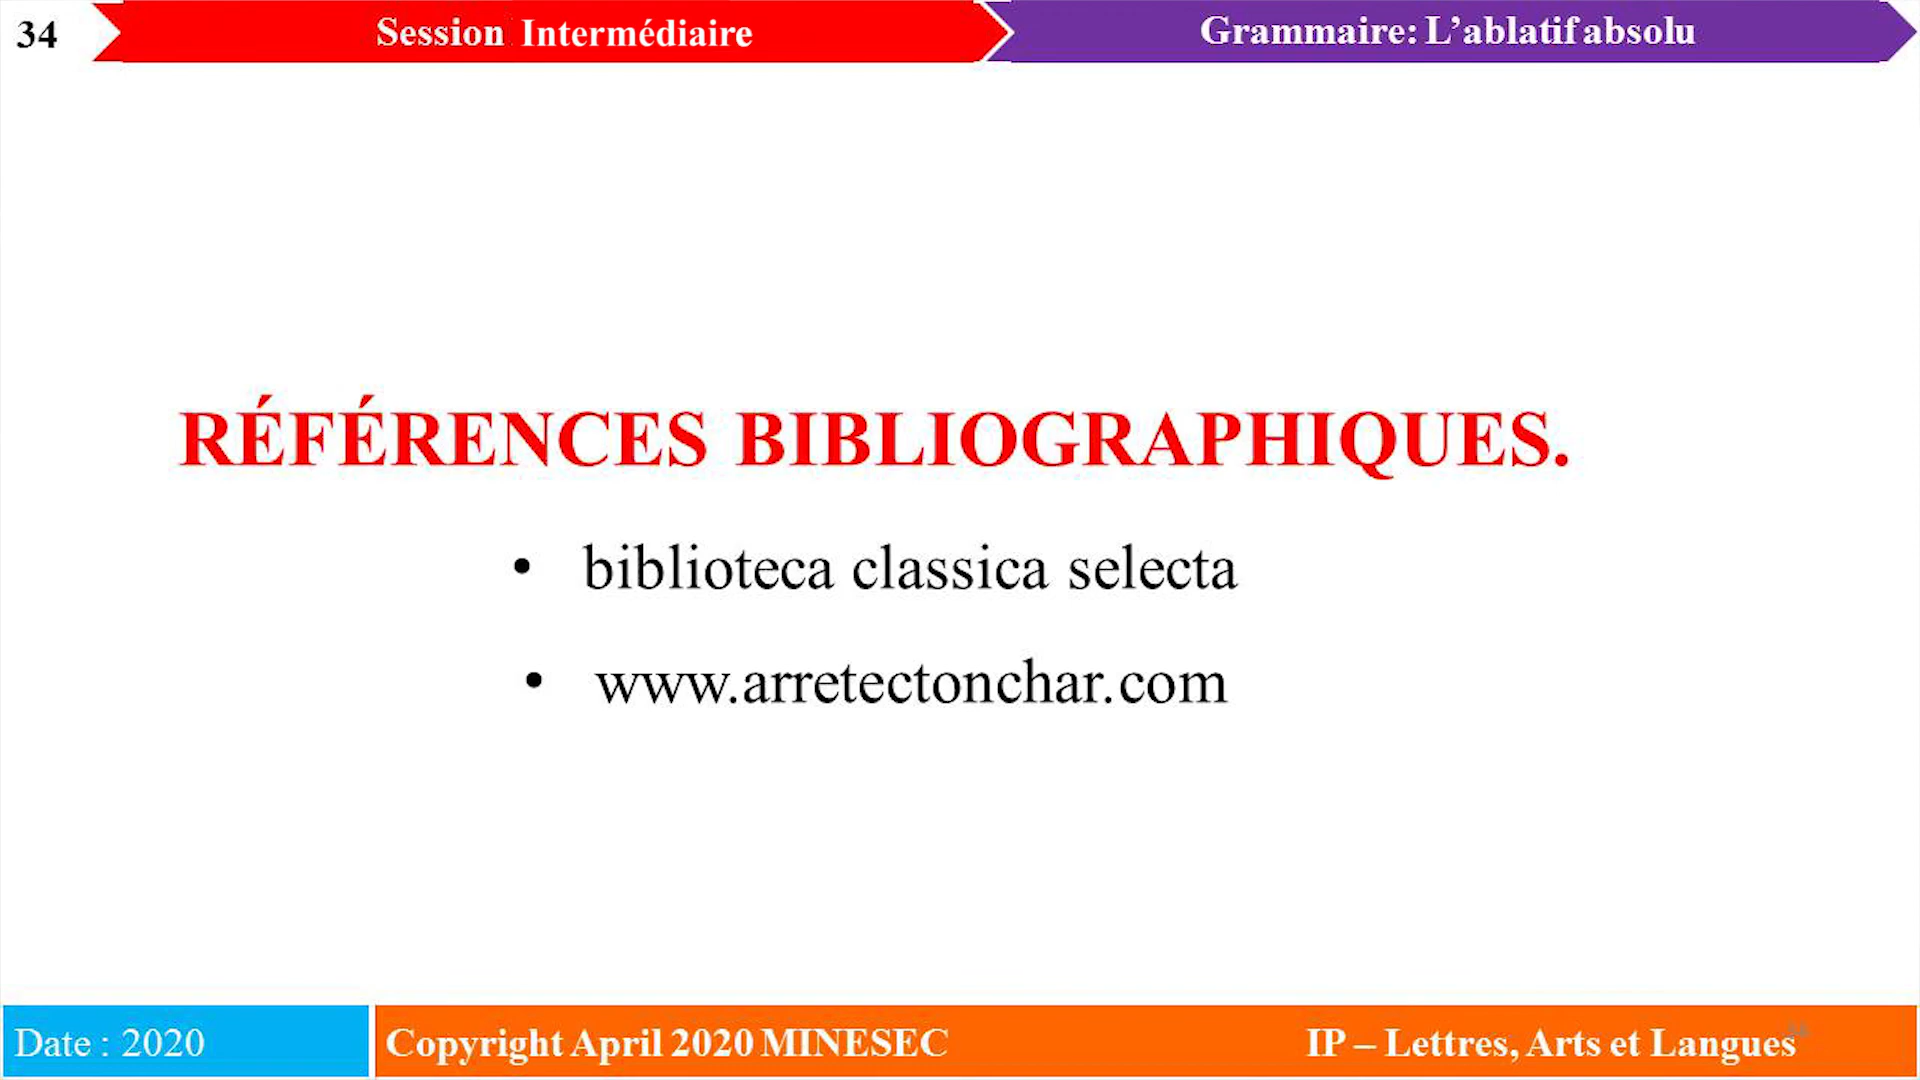 34
Session Intermédiaire
Grammaire: L’ablatif absolu
RÉFÉRENCES BIBLIOGRAPHIQUES.
• biblioteca classica selecta
• www.arretectonchar.com
Date : 2020
Copyright April 2020 MINESEC
IP – Lettres, Arts et Langues